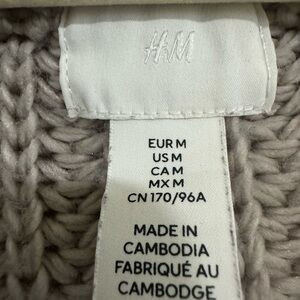 H&M
EUR M
US M
CA M
MX M
CN 170/96A
MADE IN
CAMBODIA
FABRIQUÉ AU
CAMBODGE